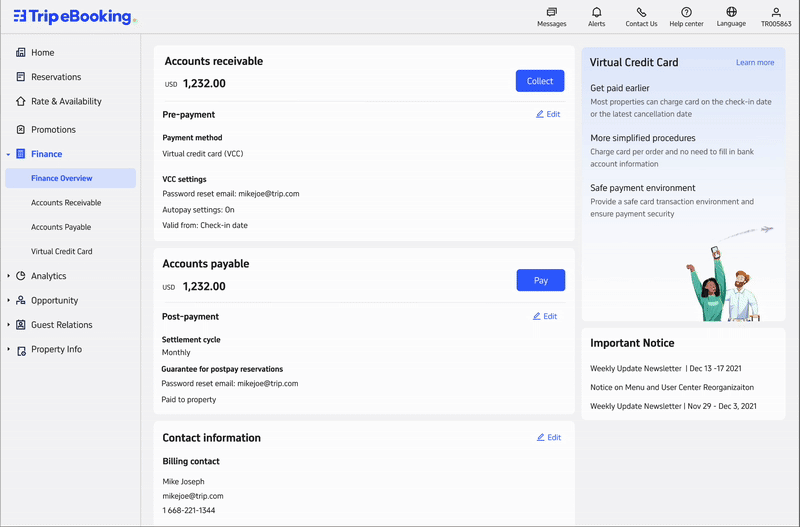 Trip eBooking.
Messages
Alerts
Contact Us
Help center
Language
TR005863
Home
Reservations
Rate & Availability
Promotions
Finance
Finance Overview
Accounts Receivable
Accounts Payable
Virtual Credit Card
Analytics
Opportunity
Guest Relations
Property Info
Accounts receivable
USD 1,232.00
Collect
Pre-payment
Edit
Payment method
Virtual credit card (VCC)
VCC settings
Password reset email: mikejoe@trip.com
Autopay settings: On
Valid from: Check-in date
Accounts payable
USD 1,232.00
Pay
Post-payment
Edit
Settlement cycle
Monthly
Guarantee for postpay reservations
Password reset email: mikejoe@trip.com
Paid to property
Contact information
Edit
Billing contact
Mike Joseph
mikejoe@trip.com
1 668-221-1344
Virtual Credit Card
Learn more
Get paid earlier
Most properties can charge card on the check-in date
or the latest cancellation date
More simplified procedures
Charge card per order and no need to fill in bank
account information
Safe payment environment
Provide a safe card transaction environment and
ensure payment security
Important Notice
Weekly Update Newsletter | Dec 13 -17 2021
Notice on Menu and User Center Reorganizaiton
Weekly Update Newsletter | Nov 29 - Dec 3, 2021